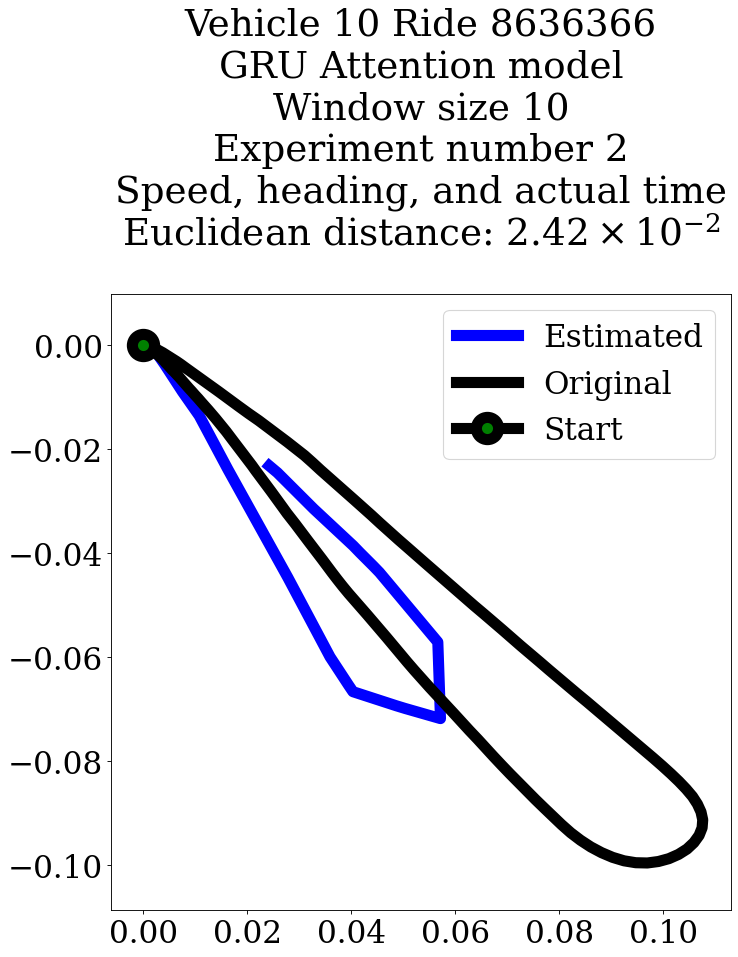 Vehicle 10 Ride 8636366
GRU Attention model
Window size 10
Experiment number 2
Speed, heading, and actual time
Euclidean distance: 2.42 × 10⁻²
Estimated
Original
Start
0.00
−0.02
−0.04
−0.06
−0.08
−0.10
0.00 0.02 0.04 0.06 0.08 0.10